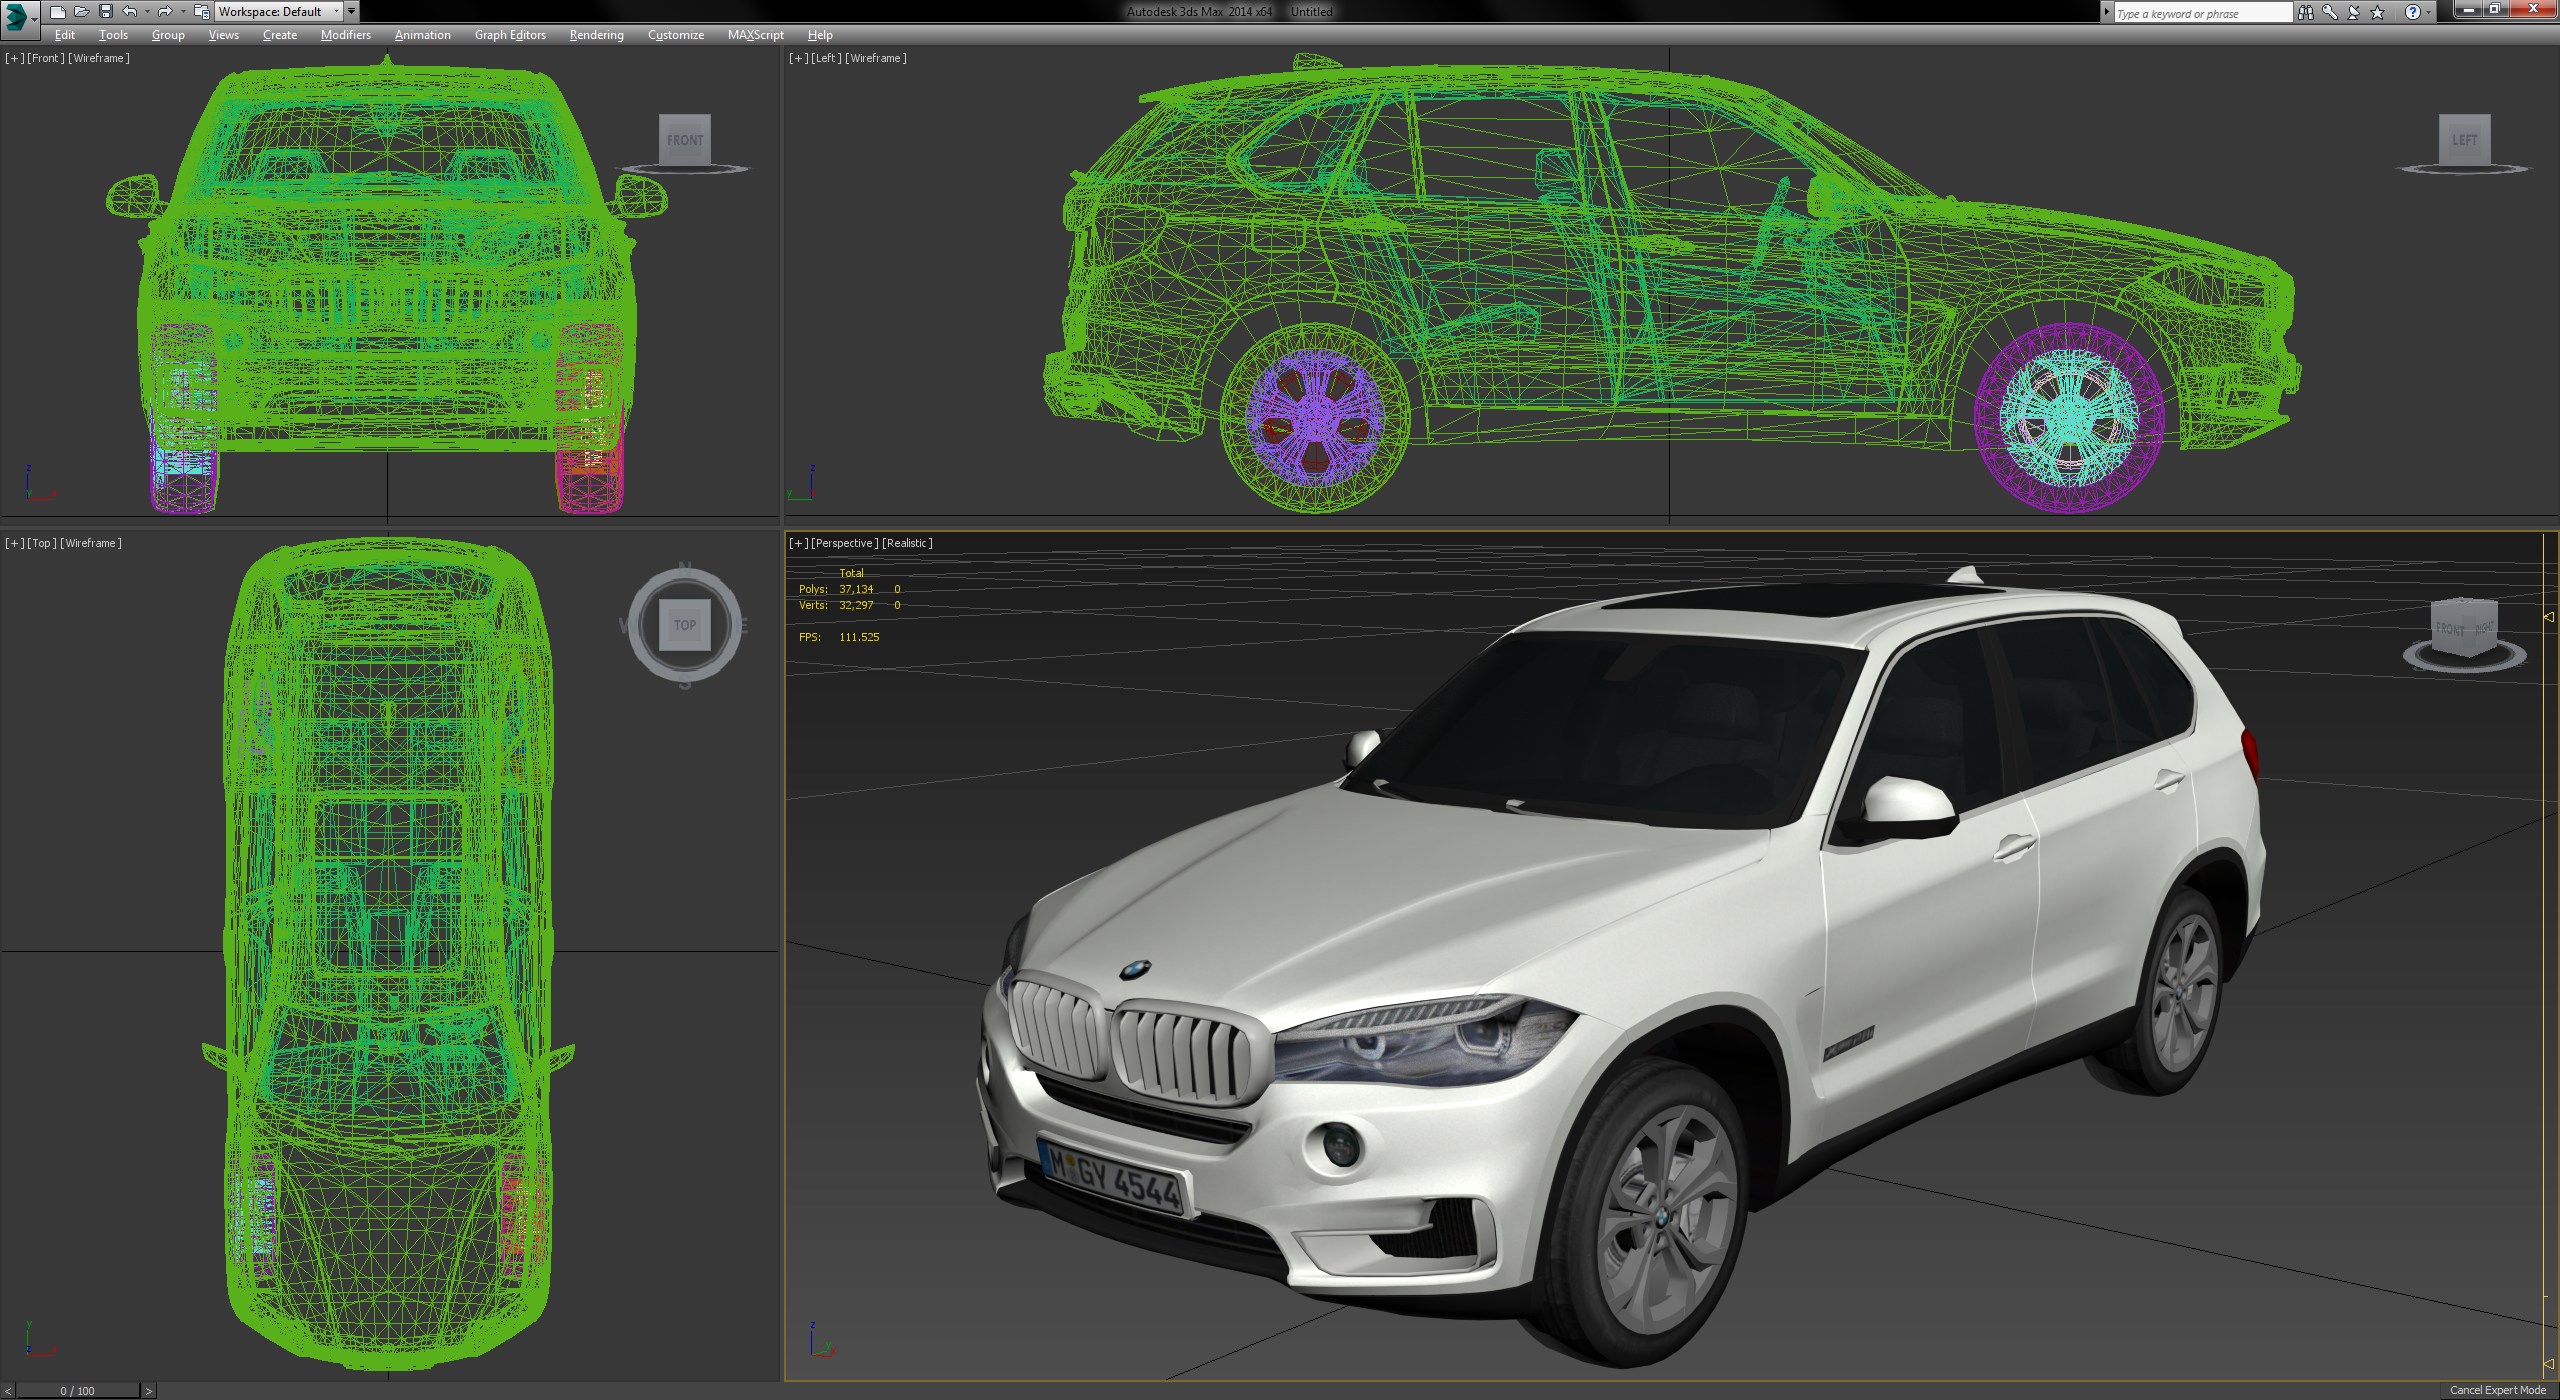 Workspace: Default
Autodesk 3ds Max 2014 x64 Untitled
Type a keyword or phrase
Edit Tools Group Views Create Modifiers Animation Graph Editors Rendering Customize MAXScript Help
[+] [Front] [Wireframe]
FRONT
z
y x
[+] [Left] [Wireframe]
LEFT
z
y x
[+] [Top] [Wireframe]
N
W TOP E
S
y
z x
[+] [Perspective] [Realistic]
Total
Polys: 37,134 0
Verts: 32,297 0
FPS: 111.525
FRONT RIGHT
M GY 4544
z
y
x
< 0 / 100 >
Cancel Expert Mode